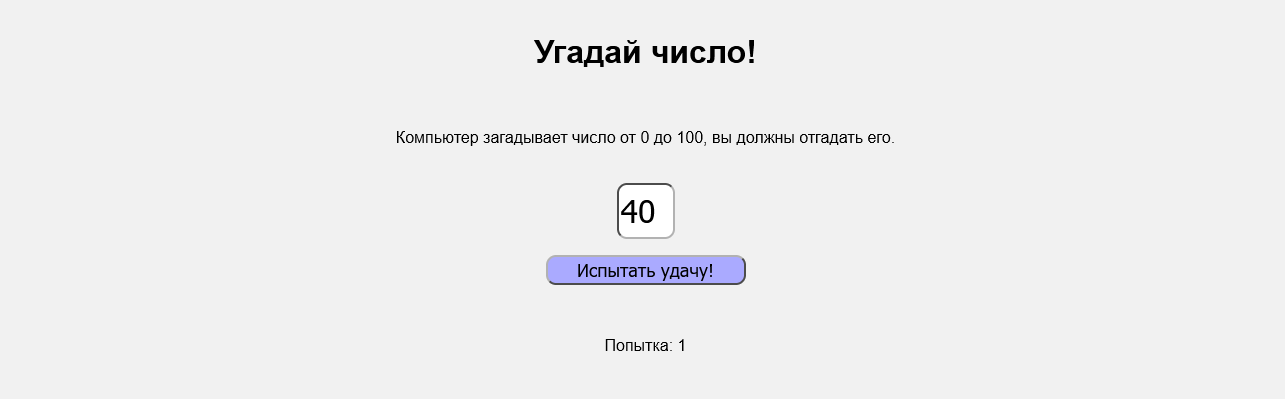 Угадай число!
Компьютер загадывает число от 0 до 100, вы должны отгадать его.
40
Испытать удачу!
Попытка: 1